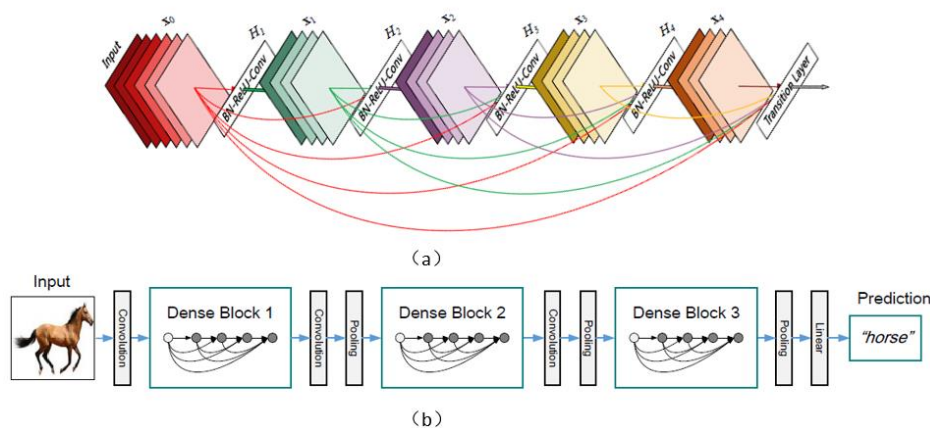 Input
x0
H1
BN-ReLU-Conv
x1
H2
BN-ReLU-Conv
x2
H3
BN-ReLU-Conv
x3
H4
BN-ReLU-Conv
x4
Transition Layer
（a）
Input
Convolution
Dense Block 1
Convolution
Pooling
Dense Block 2
Convolution
Pooling
Dense Block 3
Pooling
Linear
Prediction
“horse”
（b）